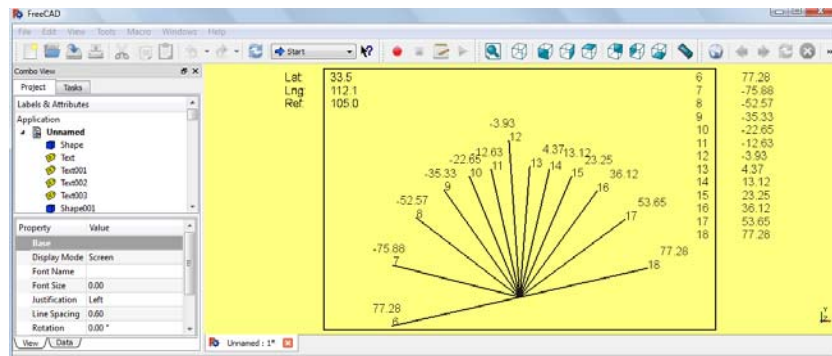 FreeCAD
File Edit View Tools Macro Windows Help
Start
Combo View
Project Tasks
Labels & Attributes
Application
Unnamed
Shape
Text
Text001
Text002
Text003
Shape001
Property Value
Base
Display Mode Screen
Font Name
Font Size 0.00
Justification Left
Line Spacing 0.60
Rotation 0.00 °
View Data
Lat: 33.5
Lng: 112.1
Ref: 105.0
-3.93
12
-12.63
11
4.37
13
13.12
14
-22.65
10
23.25
15
-35.33
9
36.12
16
-52.57
8
53.65
17
-75.88
7
77.28
18
77.28
6
6 77.28
7 -75.88
8 -52.57
9 -35.33
10 -22.65
11 -12.63
12 -3.93
13 4.37
14 13.12
15 23.25
16 36.12
17 53.65
18 77.28
Y
Z
Unnamed : 1*